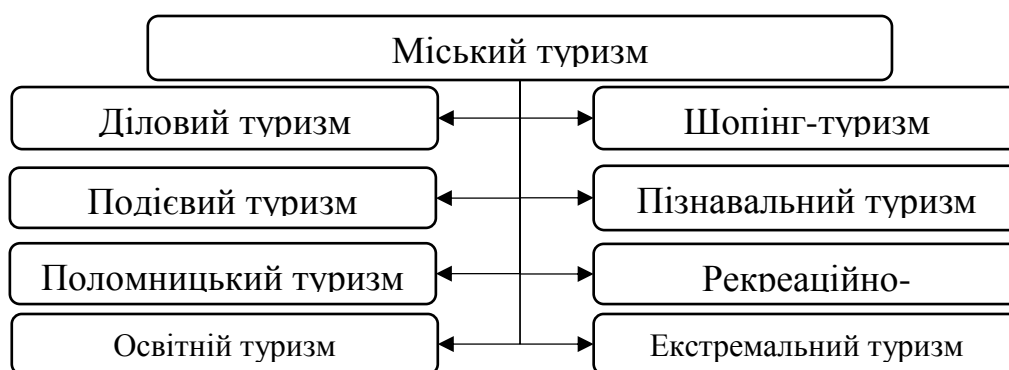 Міський туризм
Діловий туризм
Шопінг-туризм
Подієвий туризм
Пізнавальний туризм
Поломницький туризм
Рекреаційно-
Освітній туризм
Екстремальний туризм